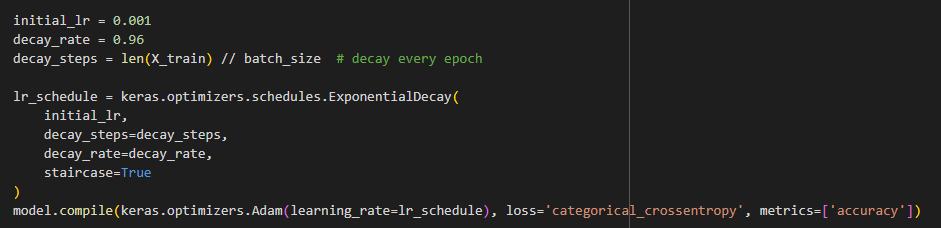 initial_lr = 0.001
decay_rate = 0.96
decay_steps = len(X_train) // batch_size  # decay every epoch

lr_schedule = keras.optimizers.schedules.ExponentialDecay(
    initial_lr,
    decay_steps=decay_steps,
    decay_rate=decay_rate,
    staircase=True
)
model.compile(keras.optimizers.Adam(learning_rate=lr_schedule), loss='categorical_crossentropy', metrics=['accuracy'])